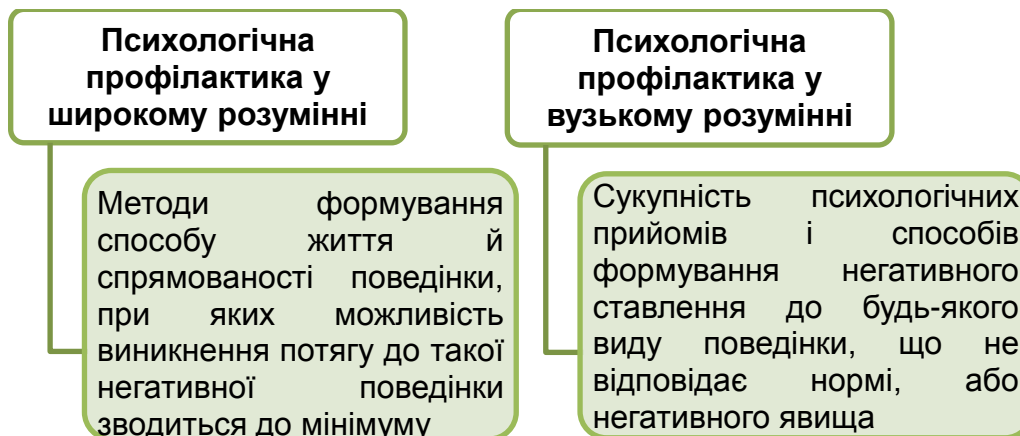 Психологічна
профілактика у
широкому розумінні
Методи формування
способу життя й
спрямованості поведінки,
при яких можливість
виникнення потягу до такої
негативної поведінки
зводиться до мінімуму
Психологічна
профілактика у
вузькому розумінні
Сукупність психологічних
прийомів і способів
формування негативного
ставлення до будь-якого
виду поведінки, що не
відповідає нормі, або
негативного явища